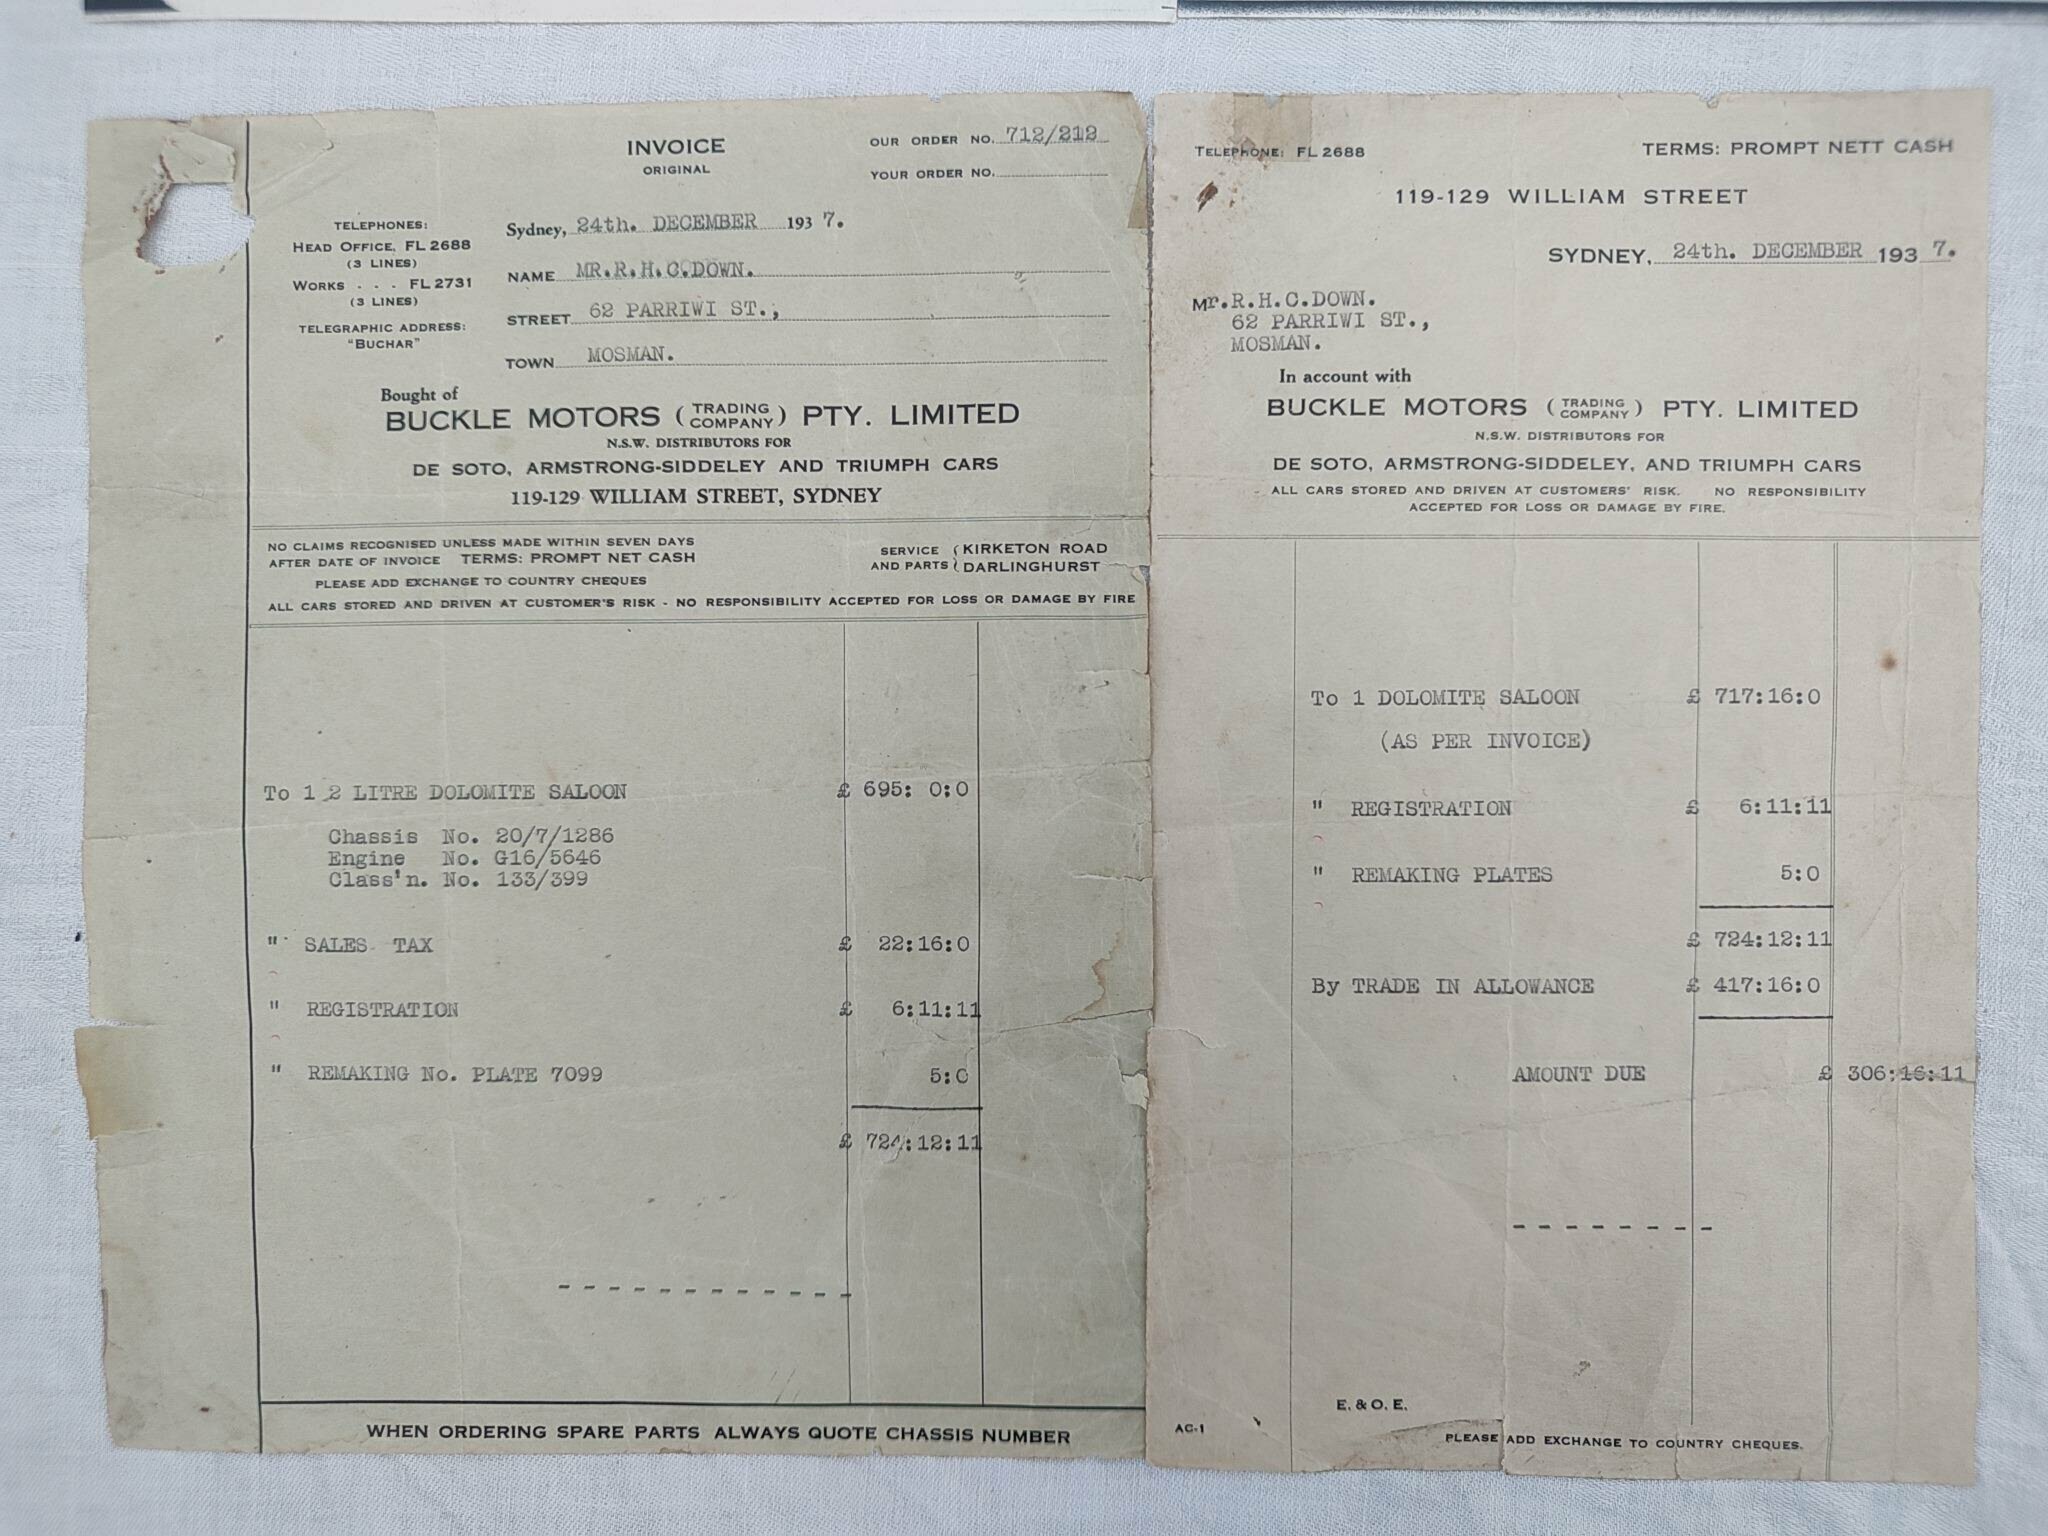 INVOICE
ORIGINAL
OUR ORDER NO. 712/212
YOUR ORDER NO.
TELEPHONES:
HEAD OFFICE, FL 2688
(3 LINES)
WORKS . . . FL 2731
(3 LINES)
TELEGRAPHIC ADDRESS:
"BUCHAR"
Sydney, 24th. DECEMBER 193 7.
NAME MR.R.H.C.DOWN.
STREET 62 PARRIWI ST.,
TOWN MOSMAN.
Bought of
BUCKLE MOTORS (TRADING COMPANY) PTY. LIMITED
N.S.W. DISTRIBUTORS FOR
DE SOTO, ARMSTRONG-SIDDELEY AND TRIUMPH CARS
119-129 WILLIAM STREET, SYDNEY
NO CLAIMS RECOGNISED UNLESS MADE WITHIN SEVEN DAYS
AFTER DATE OF INVOICE TERMS: PROMPT NET CASH
PLEASE ADD EXCHANGE TO COUNTRY CHEQUES
SERVICE AND PARTS { KIRKETON ROAD DARLINGHURST
ALL CARS STORED AND DRIVEN AT CUSTOMER'S RISK - NO RESPONSIBILITY ACCEPTED FOR LOSS OR DAMAGE BY FIRE
To 1 2 LITRE DOLOMITE SALOON £ 695: 0:0
Chassis No. 20/7/1286
Engine No. G16/5646
Class'n. No. 133/399
" SALES TAX £ 22:16:0
" REGISTRATION £ 6:11:11
" REMAKING No. PLATE 7099 5:0
£ 724:12:11
WHEN ORDERING SPARE PARTS ALWAYS QUOTE CHASSIS NUMBER
TELEPHONE: FL 2688
TERMS: PROMPT NETT CASH
119-129 WILLIAM STREET
SYDNEY, 24th. DECEMBER 193 7.
Mr.R.H.C.DOWN.
62 PARRIWI ST.,
MOSMAN.
In account with
BUCKLE MOTORS (TRADING COMPANY) PTY. LIMITED
N.S.W. DISTRIBUTORS FOR
DE SOTO, ARMSTRONG-SIDDELEY, AND TRIUMPH CARS
ALL CARS STORED AND DRIVEN AT CUSTOMERS' RISK. NO RESPONSIBILITY
ACCEPTED FOR LOSS OR DAMAGE BY FIRE.
To 1 DOLOMITE SALOON £ 717:16:0
(AS PER INVOICE)
" REGISTRATION £ 6:11:11
" REMAKING PLATES 5:0
£ 724:12:11
By TRADE IN ALLOWANCE £ 417:16:0
AMOUNT DUE £ 306:16:11
E. & O. E.
AC-1
PLEASE ADD EXCHANGE TO COUNTRY CHEQUES.